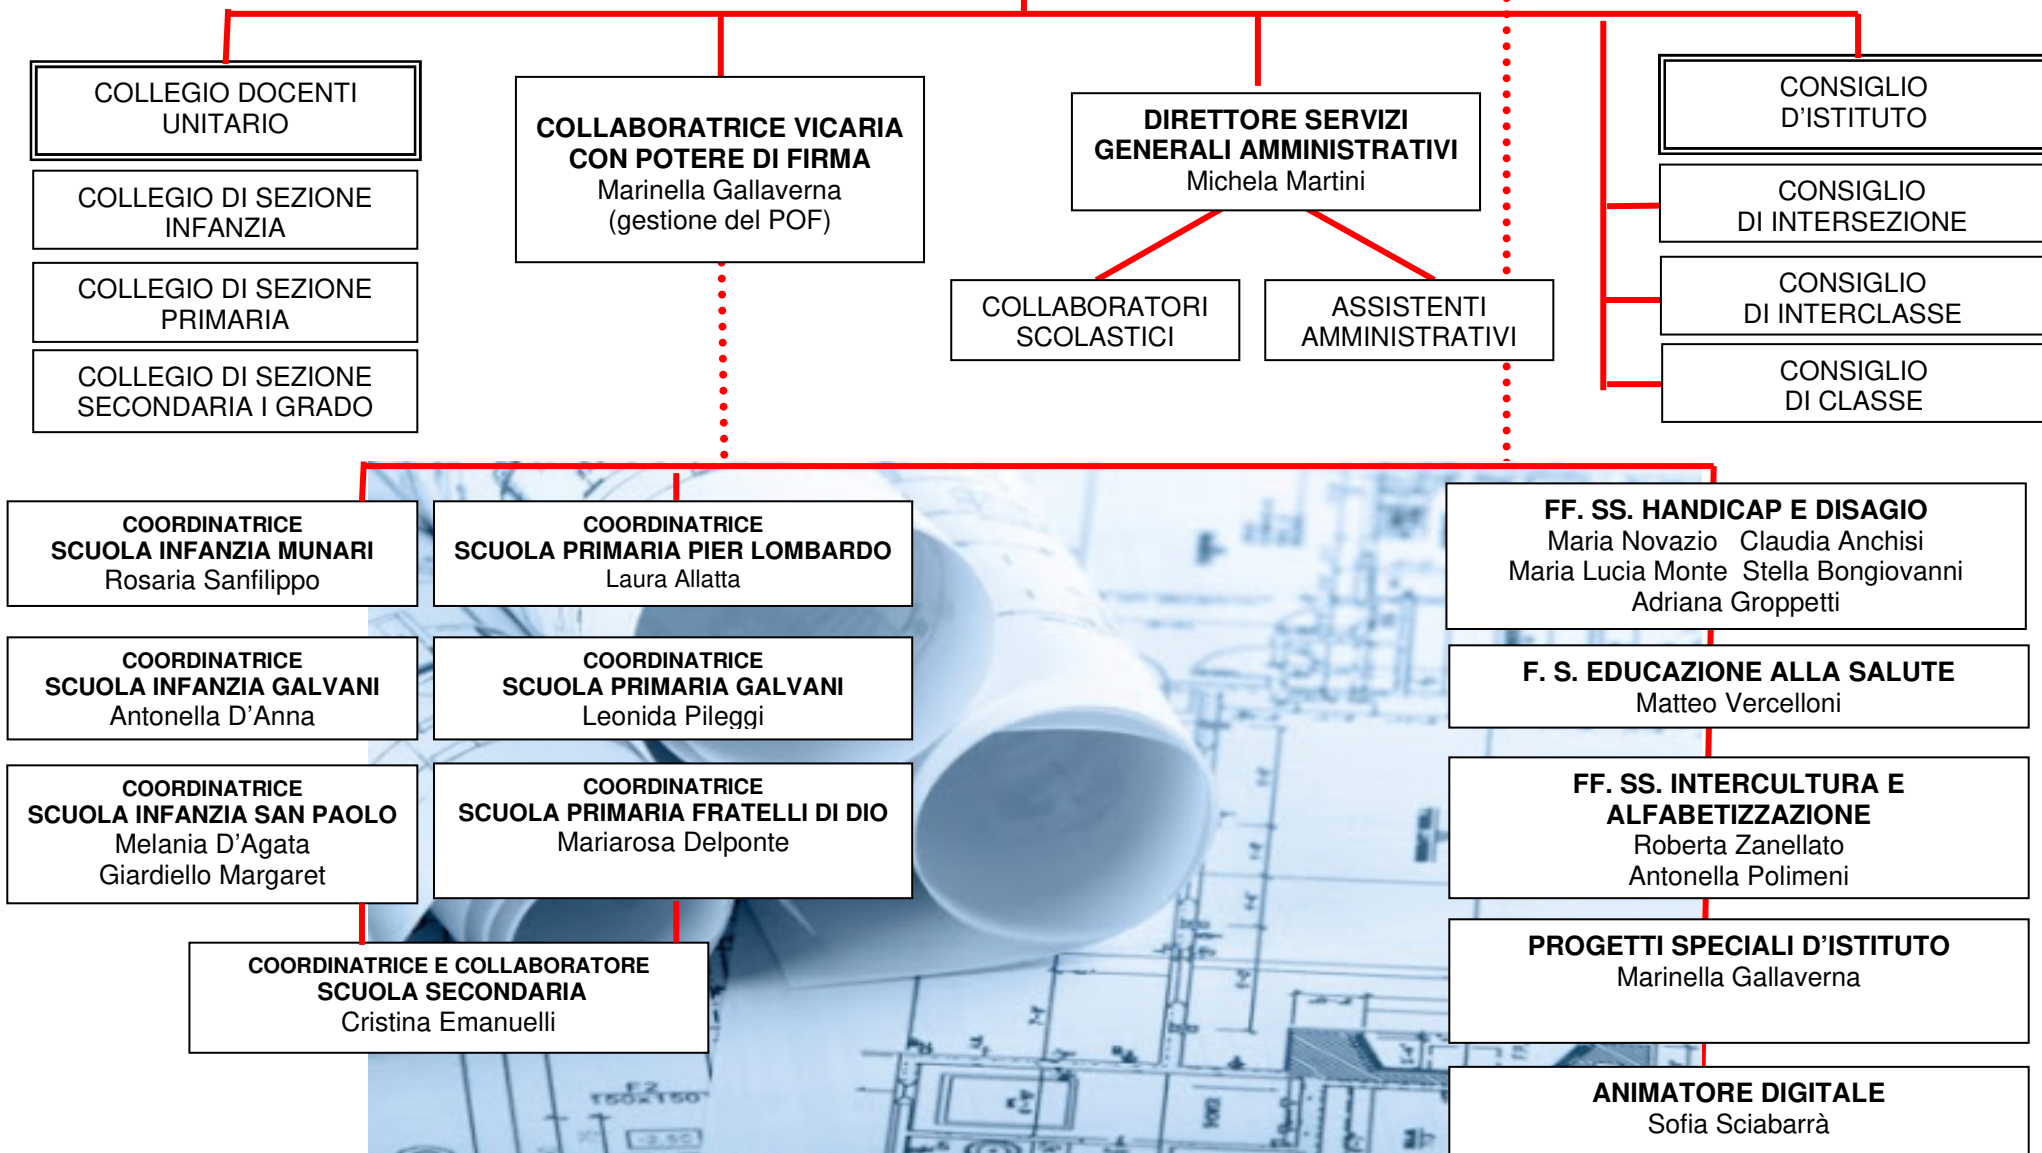 COLLEGIO DOCENTI
UNITARIO
COLLEGIO DI SEZIONE
INFANZIA
COLLEGIO DI SEZIONE
PRIMARIA
COLLEGIO DI SEZIONE
SECONDARIA I GRADO
COLLABORATRICE VICARIA
CON POTERE DI FIRMA
Marinella Gallaverna
(gestione del POF)
DIRETTORE SERVIZI
GENERALI AMMINISTRATIVI
Michela Martini
COLLABORATORI
SCOLASTICI
ASSISTENTI
AMMINISTRATIVI
CONSIGLIO
D'ISTITUTO
CONSIGLIO
DI INTERSEZIONE
CONSIGLIO
DI INTERCLASSE
CONSIGLIO
DI CLASSE
COORDINATRICE
SCUOLA INFANZIA MUNARI
Rosaria Sanfilippo
COORDINATRICE
SCUOLA PRIMARIA PIER LOMBARDO
Laura Allatta
COORDINATRICE
SCUOLA INFANZIA GALVANI
Antonella D'Anna
COORDINATRICE
SCUOLA PRIMARIA GALVANI
Leonida Pileggi
COORDINATRICE
SCUOLA INFANZIA SAN PAOLO
Melania D'Agata
Giardiello Margaret
COORDINATRICE
SCUOLA PRIMARIA FRATELLI DI DIO
Mariarosa Delponte
COORDINATRICE E COLLABORATORE
SCUOLA SECONDARIA
Cristina Emanuelli
FF. SS. HANDICAP E DISAGIO
Maria Novazio Claudia Anchisi
Maria Lucia Monte Stella Bongiovanni
Adriana Groppetti
F. S. EDUCAZIONE ALLA SALUTE
Matteo Vercelloni
FF. SS. INTERCULTURA E
ALFABETIZZAZIONE
Roberta Zanellato
Antonella Polimeni
PROGETTI SPECIALI D'ISTITUTO
Marinella Gallaverna
ANIMATORE DIGITALE
Sofia Sciabarrà
F2
150x150
-2.50